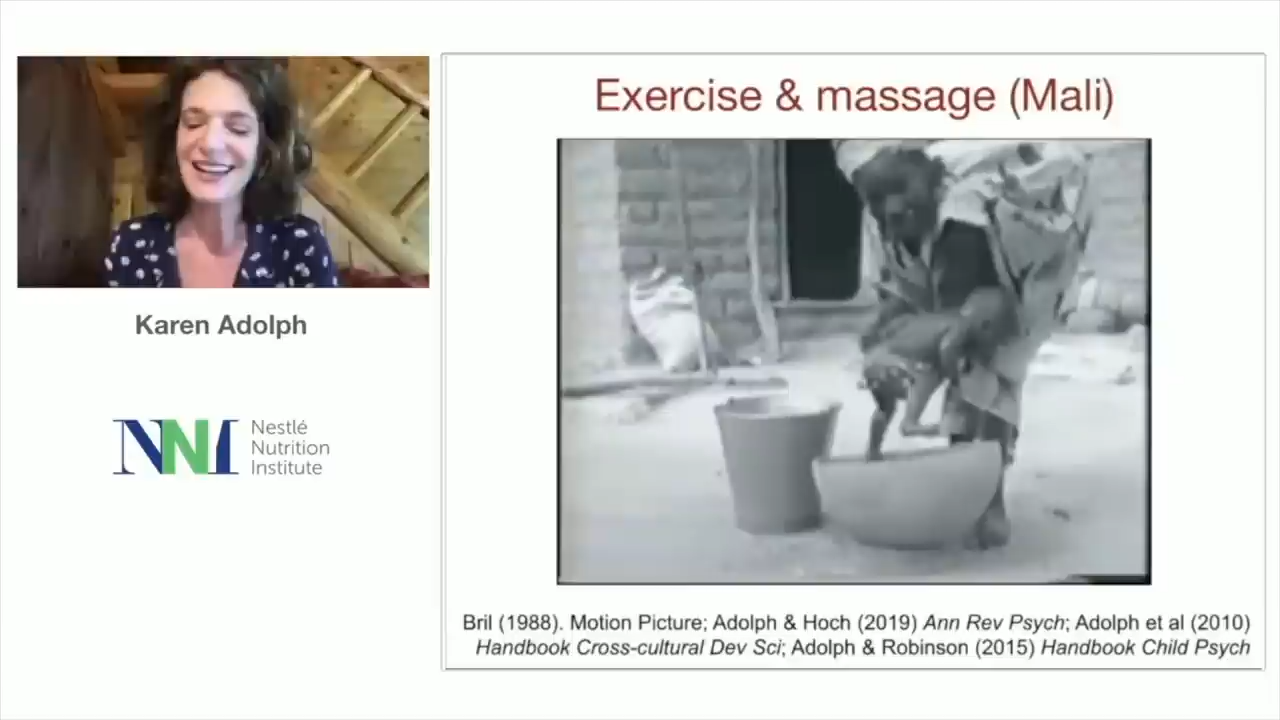 Exercise & massage (Mali)
Karen Adolph
NNI Nestlé
Nutrition
Institute
Bril (1988). Motion Picture; Adolph & Hoch (2019) Ann Rev Psych; Adolph et al (2010)
Handbook Cross-cultural Dev Sci; Adolph & Robinson (2015) Handbook Child Psych